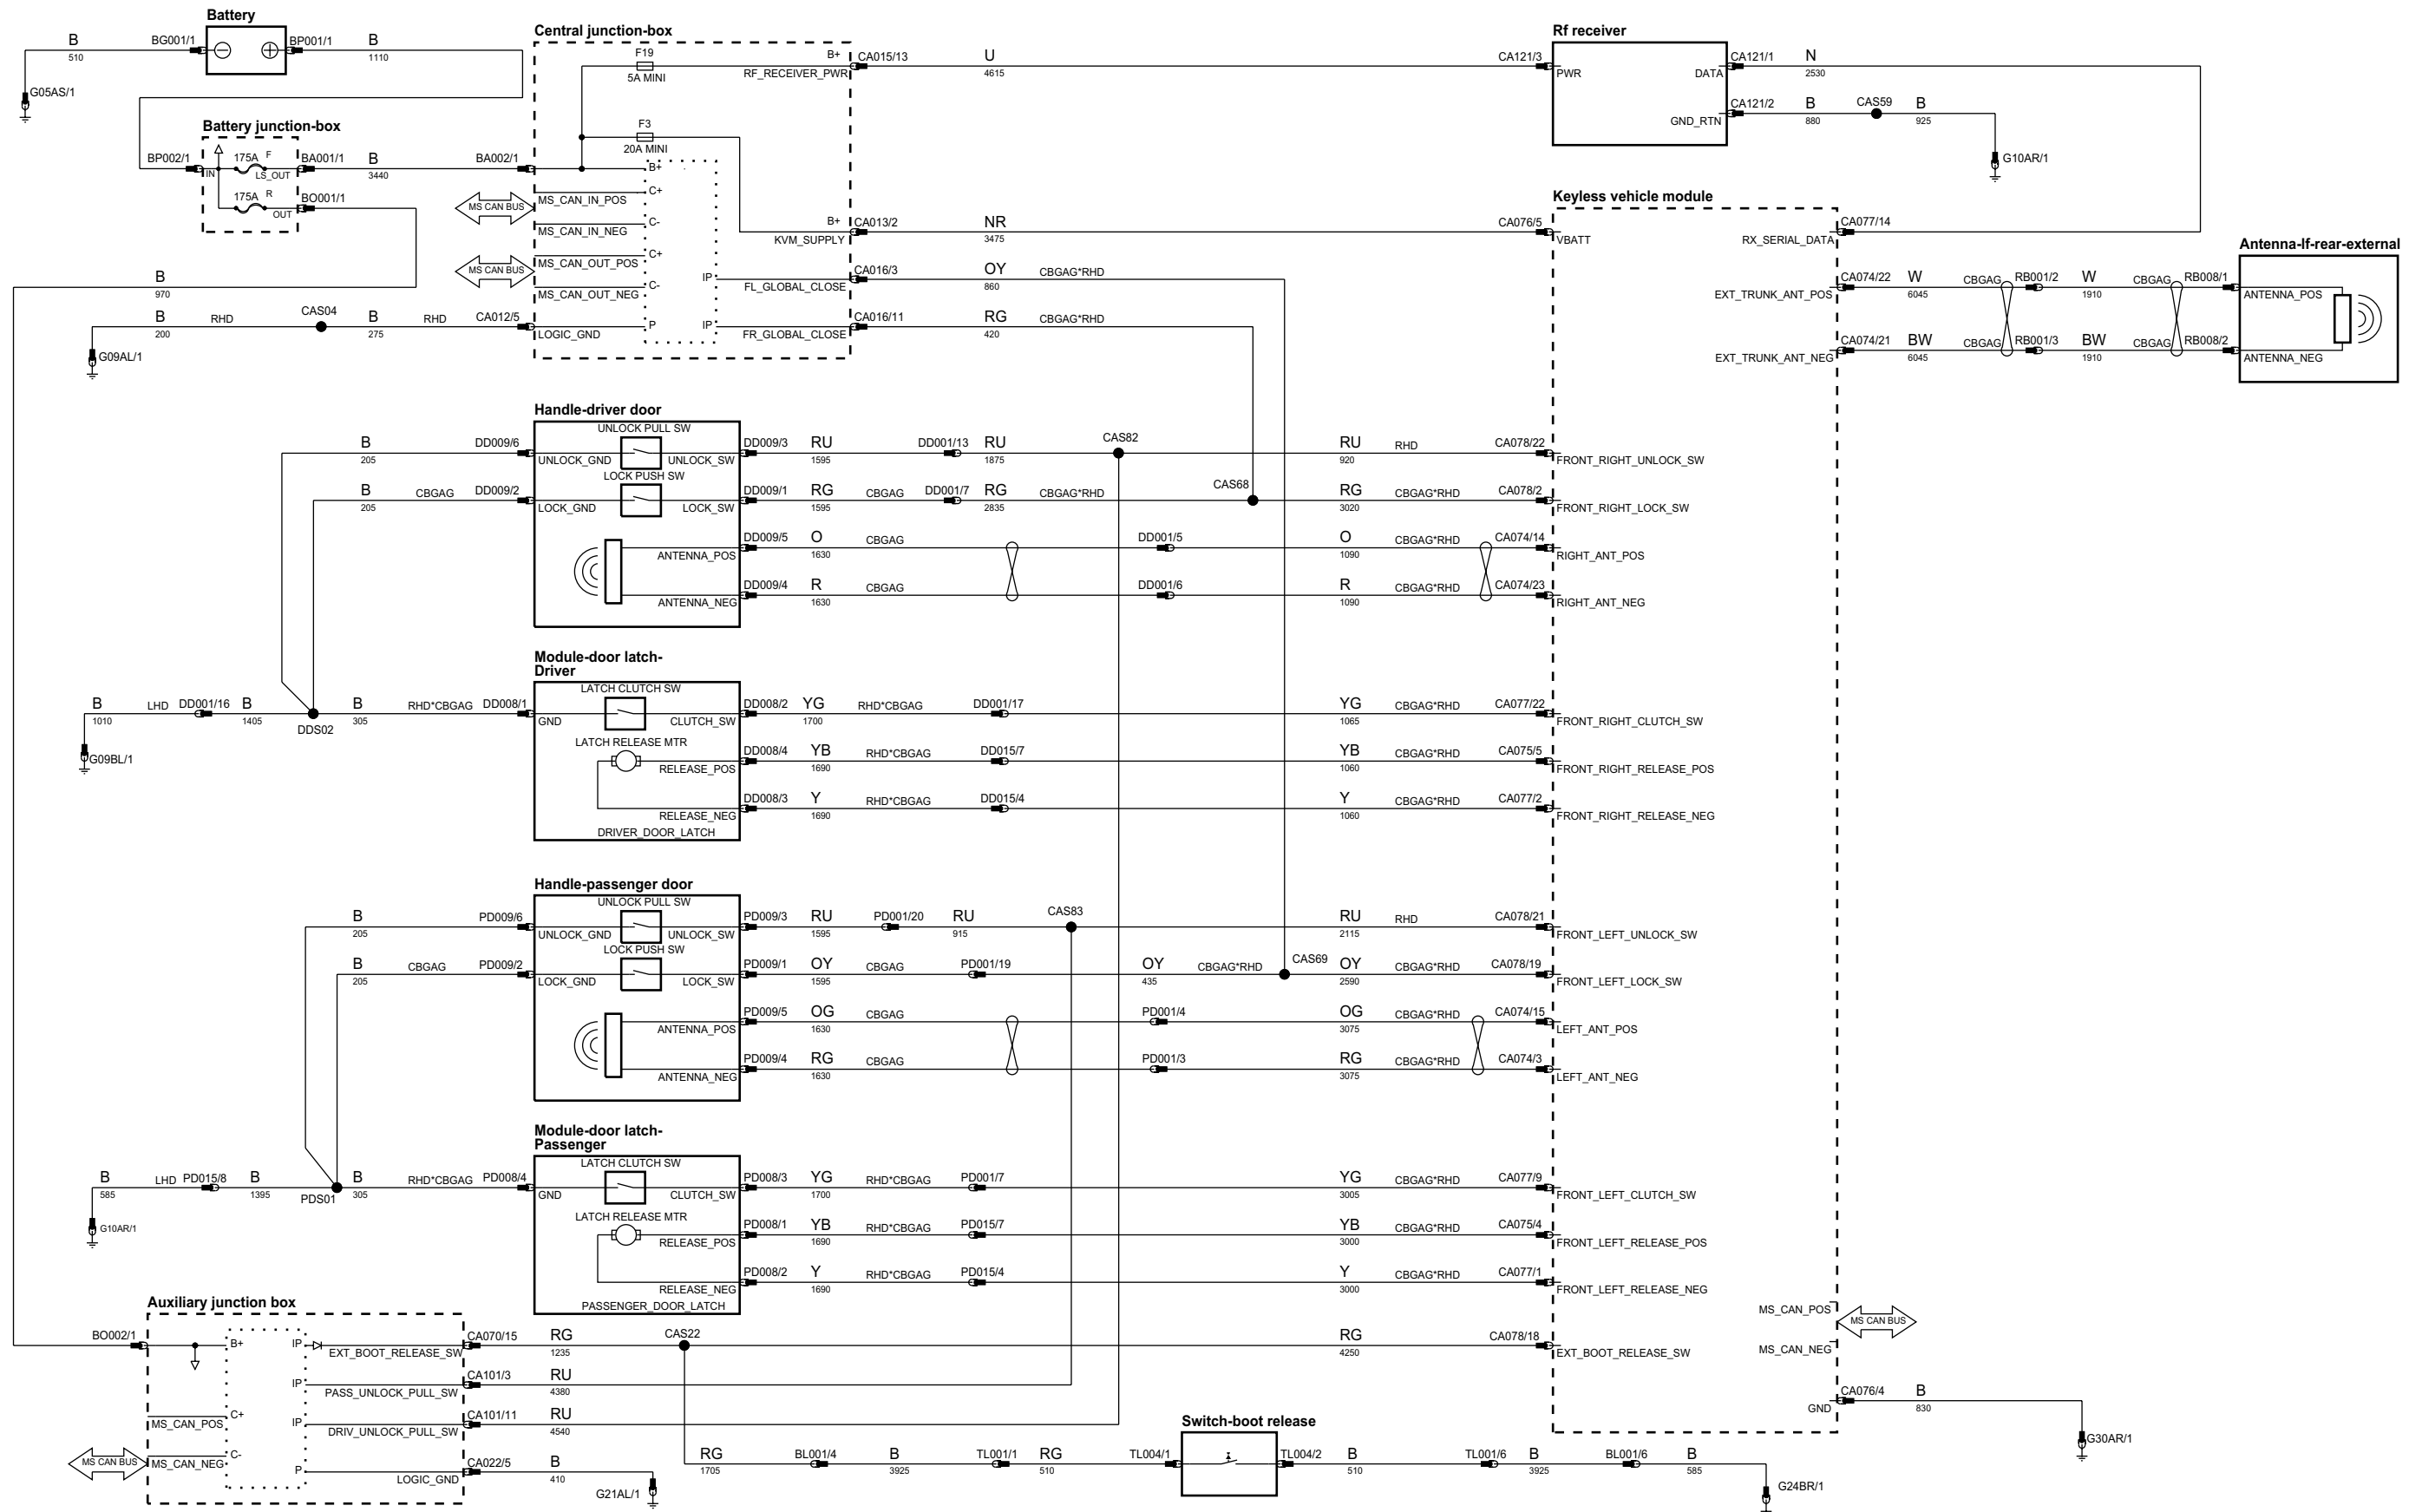 Battery
B
510
BG001/1
BP001/1
B
1110
G05AS/1
Battery junction-box
BP002/1
IN
175A F
LS_OUT
BA001/1
B
3440
BA002/1
175A R
OUT
BO001/1
B
970
B
200
RHD
CAS04
B
275
RHD
CA012/5
G09AL/1
Central junction-box
F19
5A MINI
B+
RF_RECEIVER_PWR
CA015/13
U
4615
CA121/3
F3
20A MINI
B+
C+
MS_CAN_IN_POS
MS CAN BUS
C-
MS_CAN_IN_NEG
C+
MS_CAN_OUT_POS
MS CAN BUS
C-
MS_CAN_OUT_NEG
P
LOGIC_GND
B+
KVM_SUPPLY
CA013/2
NR
3475
CA076/5
IP
FL_GLOBAL_CLOSE
CA016/3
OY
860
CBGAG*RHD
IP
FR_GLOBAL_CLOSE
CA016/11
RG
420
CBGAG*RHD
Rf receiver
PWR
DATA
CA121/1
N
2530
GND_RTN
CA121/2
B
880
CAS59
B
925
G10AR/1
Keyless vehicle module
VBATT
RX_SERIAL_DATA
CA077/14
EXT_TRUNK_ANT_POS
CA074/22
W
6045
CBGAG
RB001/2
W
1910
CBGAG
RB008/1
EXT_TRUNK_ANT_NEG
CA074/21
BW
6045
CBGAG
RB001/3
BW
1910
CBGAG
RB008/2
Antenna-lf-rear-external
ANTENNA_POS
ANTENNA_NEG
Handle-driver door
UNLOCK PULL SW
B
205
DD009/6
UNLOCK_GND
UNLOCK_SW
DD009/3
RU
1595
DD001/13
RU
1875
CAS82
RU
920
RHD
CA078/22
FRONT_RIGHT_UNLOCK_SW
LOCK PUSH SW
B
205
CBGAG
DD009/2
LOCK_GND
LOCK_SW
DD009/1
RG
1595
CBGAG
DD001/7
RG
2835
CBGAG*RHD
CAS68
RG
3020
CBGAG*RHD
CA078/2
FRONT_RIGHT_LOCK_SW
ANTENNA_POS
DD009/5
O
1630
CBGAG
DD001/5
O
1090
CBGAG*RHD
CA074/14
RIGHT_ANT_POS
ANTENNA_NEG
DD009/4
R
1630
CBGAG
DD001/6
R
1090
CBGAG*RHD
CA074/23
RIGHT_ANT_NEG
Module-door latch-
Driver
LATCH CLUTCH SW
B
1010
LHD
DD001/16
B
1405
DDS02
B
305
RHD*CBGAG
DD008/1
GND
CLUTCH_SW
DD008/2
YG
1700
RHD*CBGAG
DD001/17
YG
1065
CBGAG*RHD
CA077/22
FRONT_RIGHT_CLUTCH_SW
G09BL/1
LATCH RELEASE MTR
RELEASE_POS
DD008/4
YB
1690
RHD*CBGAG
DD015/7
YB
1060
CBGAG*RHD
CA075/5
FRONT_RIGHT_RELEASE_POS
RELEASE_NEG
DD008/3
Y
1690
RHD*CBGAG
DD015/4
Y
1060
CBGAG*RHD
CA077/2
FRONT_RIGHT_RELEASE_NEG
DRIVER_DOOR_LATCH
Handle-passenger door
UNLOCK PULL SW
B
205
PD009/6
UNLOCK_GND
UNLOCK_SW
PD009/3
RU
1595
PD001/20
RU
915
CAS83
RU
2115
RHD
CA078/21
FRONT_LEFT_UNLOCK_SW
LOCK PUSH SW
B
205
CBGAG
PD009/2
LOCK_GND
LOCK_SW
PD009/1
OY
1595
CBGAG
PD001/19
OY
435
CBGAG*RHD
CAS69
OY
2590
CBGAG*RHD
CA078/19
FRONT_LEFT_LOCK_SW
ANTENNA_POS
PD009/5
OG
1630
CBGAG
PD001/4
OG
3075
CBGAG*RHD
CA074/15
LEFT_ANT_POS
ANTENNA_NEG
PD009/4
RG
1630
CBGAG
PD001/3
RG
3075
CBGAG*RHD
CA074/3
LEFT_ANT_NEG
Module-door latch-
Passenger
LATCH CLUTCH SW
B
585
LHD
PD015/8
B
1395
PDS01
B
305
RHD*CBGAG
PD008/4
GND
CLUTCH_SW
PD008/3
YG
1700
RHD*CBGAG
PD001/7
YG
3005
CBGAG*RHD
CA077/9
FRONT_LEFT_CLUTCH_SW
G10AR/1
LATCH RELEASE MTR
RELEASE_POS
PD008/1
YB
1690
RHD*CBGAG
PD015/7
YB
3000
CBGAG*RHD
CA075/4
FRONT_LEFT_RELEASE_POS
RELEASE_NEG
PD008/2
Y
1690
RHD*CBGAG
PD015/4
Y
3000
CBGAG*RHD
CA077/1
FRONT_LEFT_RELEASE_NEG
PASSENGER_DOOR_LATCH
Auxiliary junction box
BO002/1
B+
IP
EXT_BOOT_RELEASE_SW
CA070/15
RG
1235
CAS22
RG
4250
CA078/18
EXT_BOOT_RELEASE_SW
IP
PASS_UNLOCK_PULL_SW
CA101/3
RU
4380
C+
MS_CAN_POS
IP
DRIV_UNLOCK_PULL_SW
CA101/11
RU
4540
C-
MS_CAN_NEG
MS CAN BUS
P
LOGIC_GND
CA022/5
B
410
G21AL/1
RG
1705
BL001/4
B
3925
TL001/1
RG
510
TL004/1
Switch-boot release
TL004/2
B
510
TL001/6
B
3925
BL001/6
B
585
G24BR/1
MS_CAN_POS
MS CAN BUS
MS_CAN_NEG
GND
CA076/4
B
830
G30AR/1